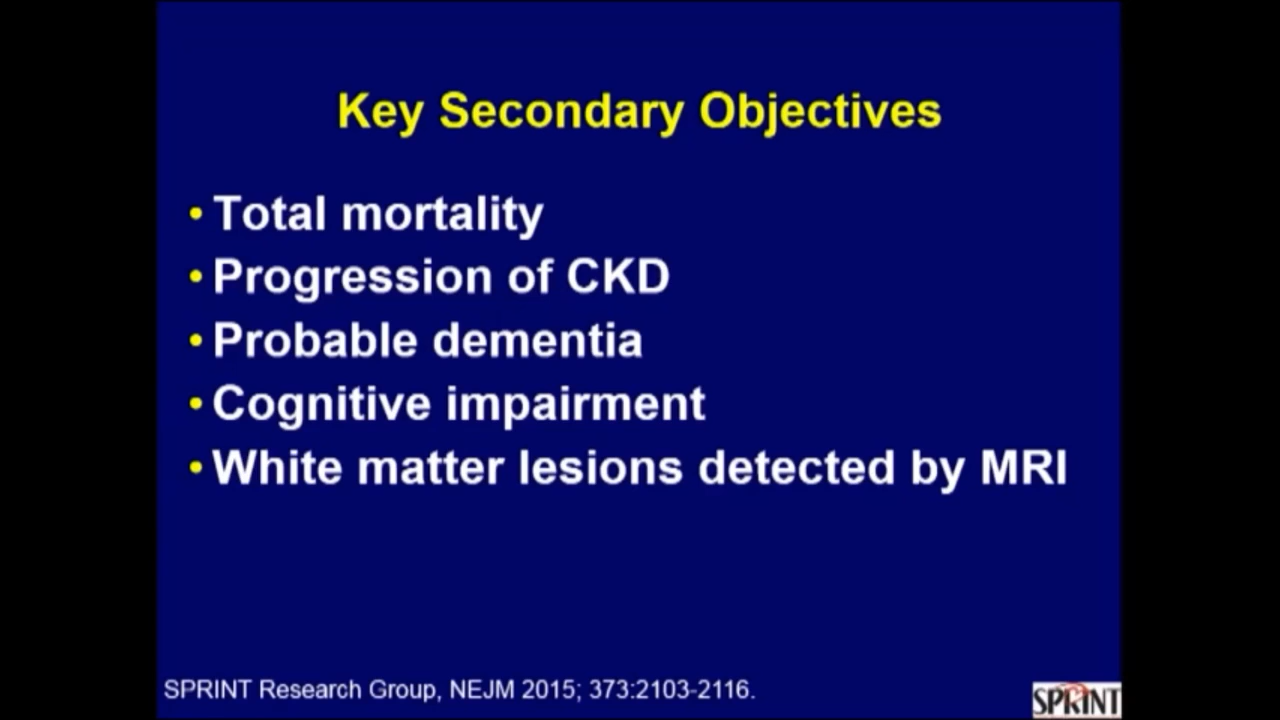 Key Secondary Objectives
• Total mortality
• Progression of CKD
• Probable dementia
• Cognitive impairment
• White matter lesions detected by MRI
SPRINT Research Group, NEJM 2015; 373:2103-2116.
SPRINT